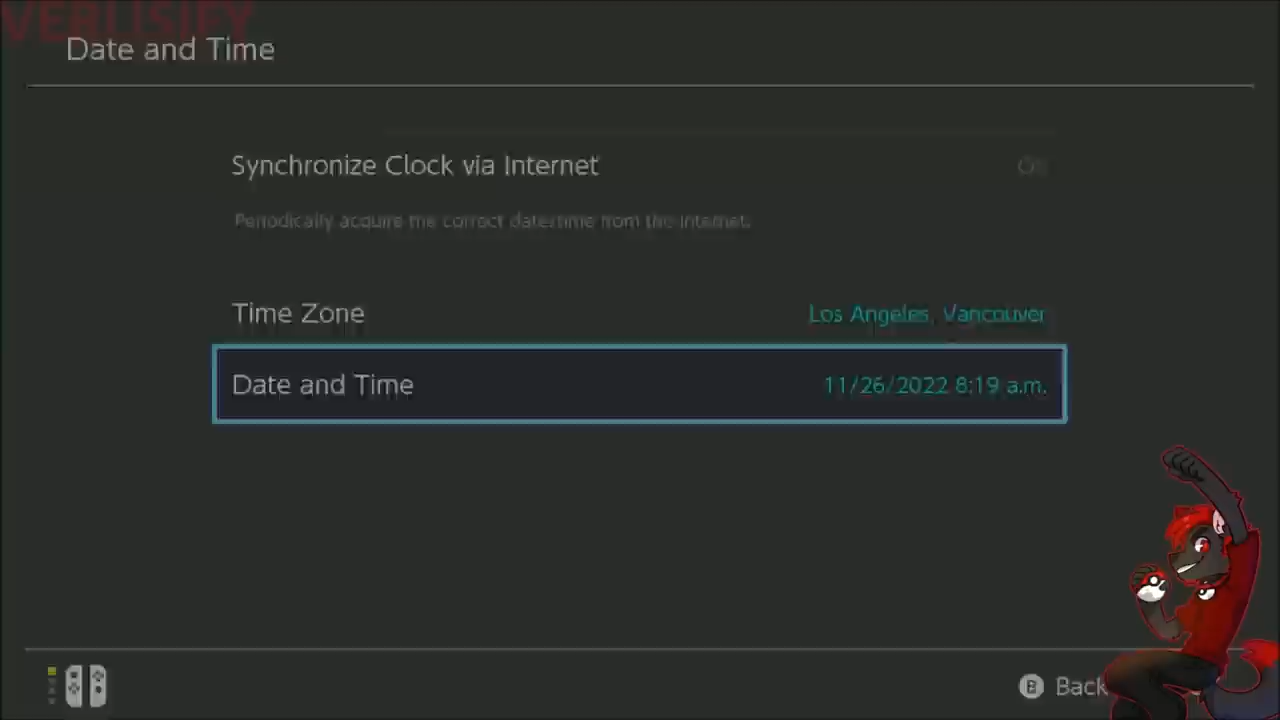 VERLISIFY
Date and Time
Synchronize Clock via Internet
Periodically acquire the correct date/time from the Internet.
Time Zone
Los Angeles, Vancouver
Date and Time
11/26/2022 8:19 a.m.
B Back